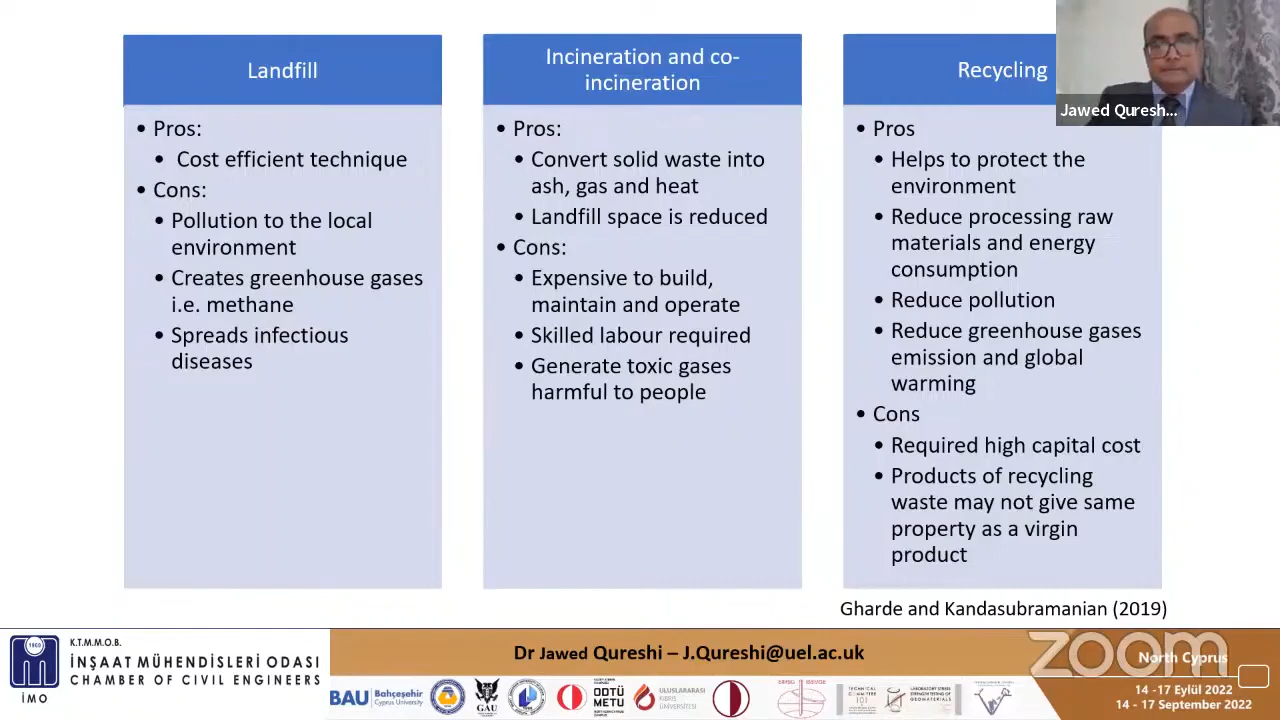 Landfill
• Pros:
• Cost efficient technique
• Cons:
• Pollution to the local
environment
• Creates greenhouse gases
i.e. methane
• Spreads infectious
diseases
Incineration and co-
incineration
• Pros:
• Convert solid waste into
ash, gas and heat
• Landfill space is reduced
• Cons:
• Expensive to build,
maintain and operate
• Skilled labour required
• Generate toxic gases
harmful to people
Recycling
• Pros
• Helps to protect the
environment
• Reduce processing raw
materials and energy
consumption
• Reduce pollution
• Reduce greenhouse gases
emission and global
warming
• Cons
• Required high capital cost
• Products of recycling
waste may not give same
property as a virgin
product
Jawed Quresh...
Gharde and Kandasubramanian (2019)
1960
İMO
K.T.M.M.O.B.
İNŞAAT MÜHENDİSLERİ ODASI
CHAMBER OF CIVIL ENGINEERS
Dr Jawed Qureshi – J.Qureshi@uel.ac.uk
BAU Bahçeşehir
Cyprus University
GAU
ODTÜ
METU
ULUSLARARASI
KIBRIS
ÜNİVERSİTESİ
TECHNICAL
COMMITTEE
101
zoom
North Cyprus
14 -17 Eylül 2022
14 - 17 September 2022